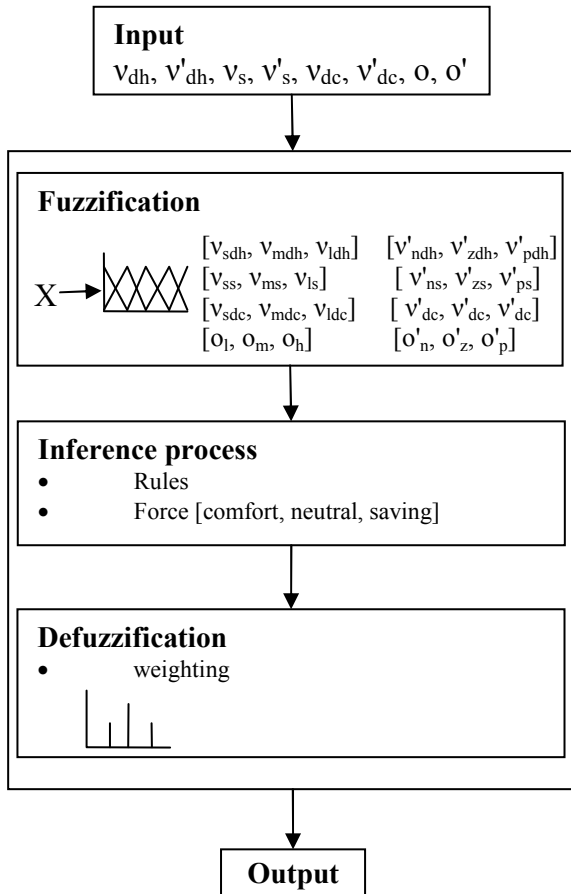 Input
ν_dh, ν'_dh, ν_s, ν'_s, ν_dc, ν'_dc, o, o'
Fuzzification
[ν_sdh, ν_mdh, ν_ldh] [ν'_ndh, ν'_zdh, ν'_pdh]
X [ν_ss, ν_ms, ν_ls] [ ν'_ns, ν'_zs, ν'_ps]
[ν_sdc, ν_mdc, ν_ldc] [ ν'_dc, ν'_dc, ν'_dc]
[o_l, o_m, o_h] [o'_n, o'_z, o'_p]
Inference process
• Rules
• Force [comfort, neutral, saving]
Defuzzification
• weighting
Output